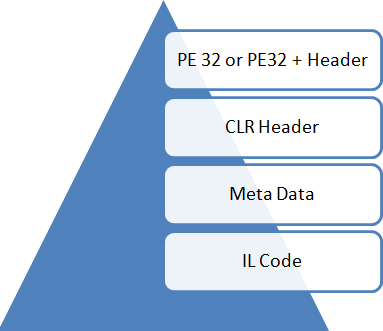 PE 32 or PE32 + Header
CLR Header
Meta Data
IL Code